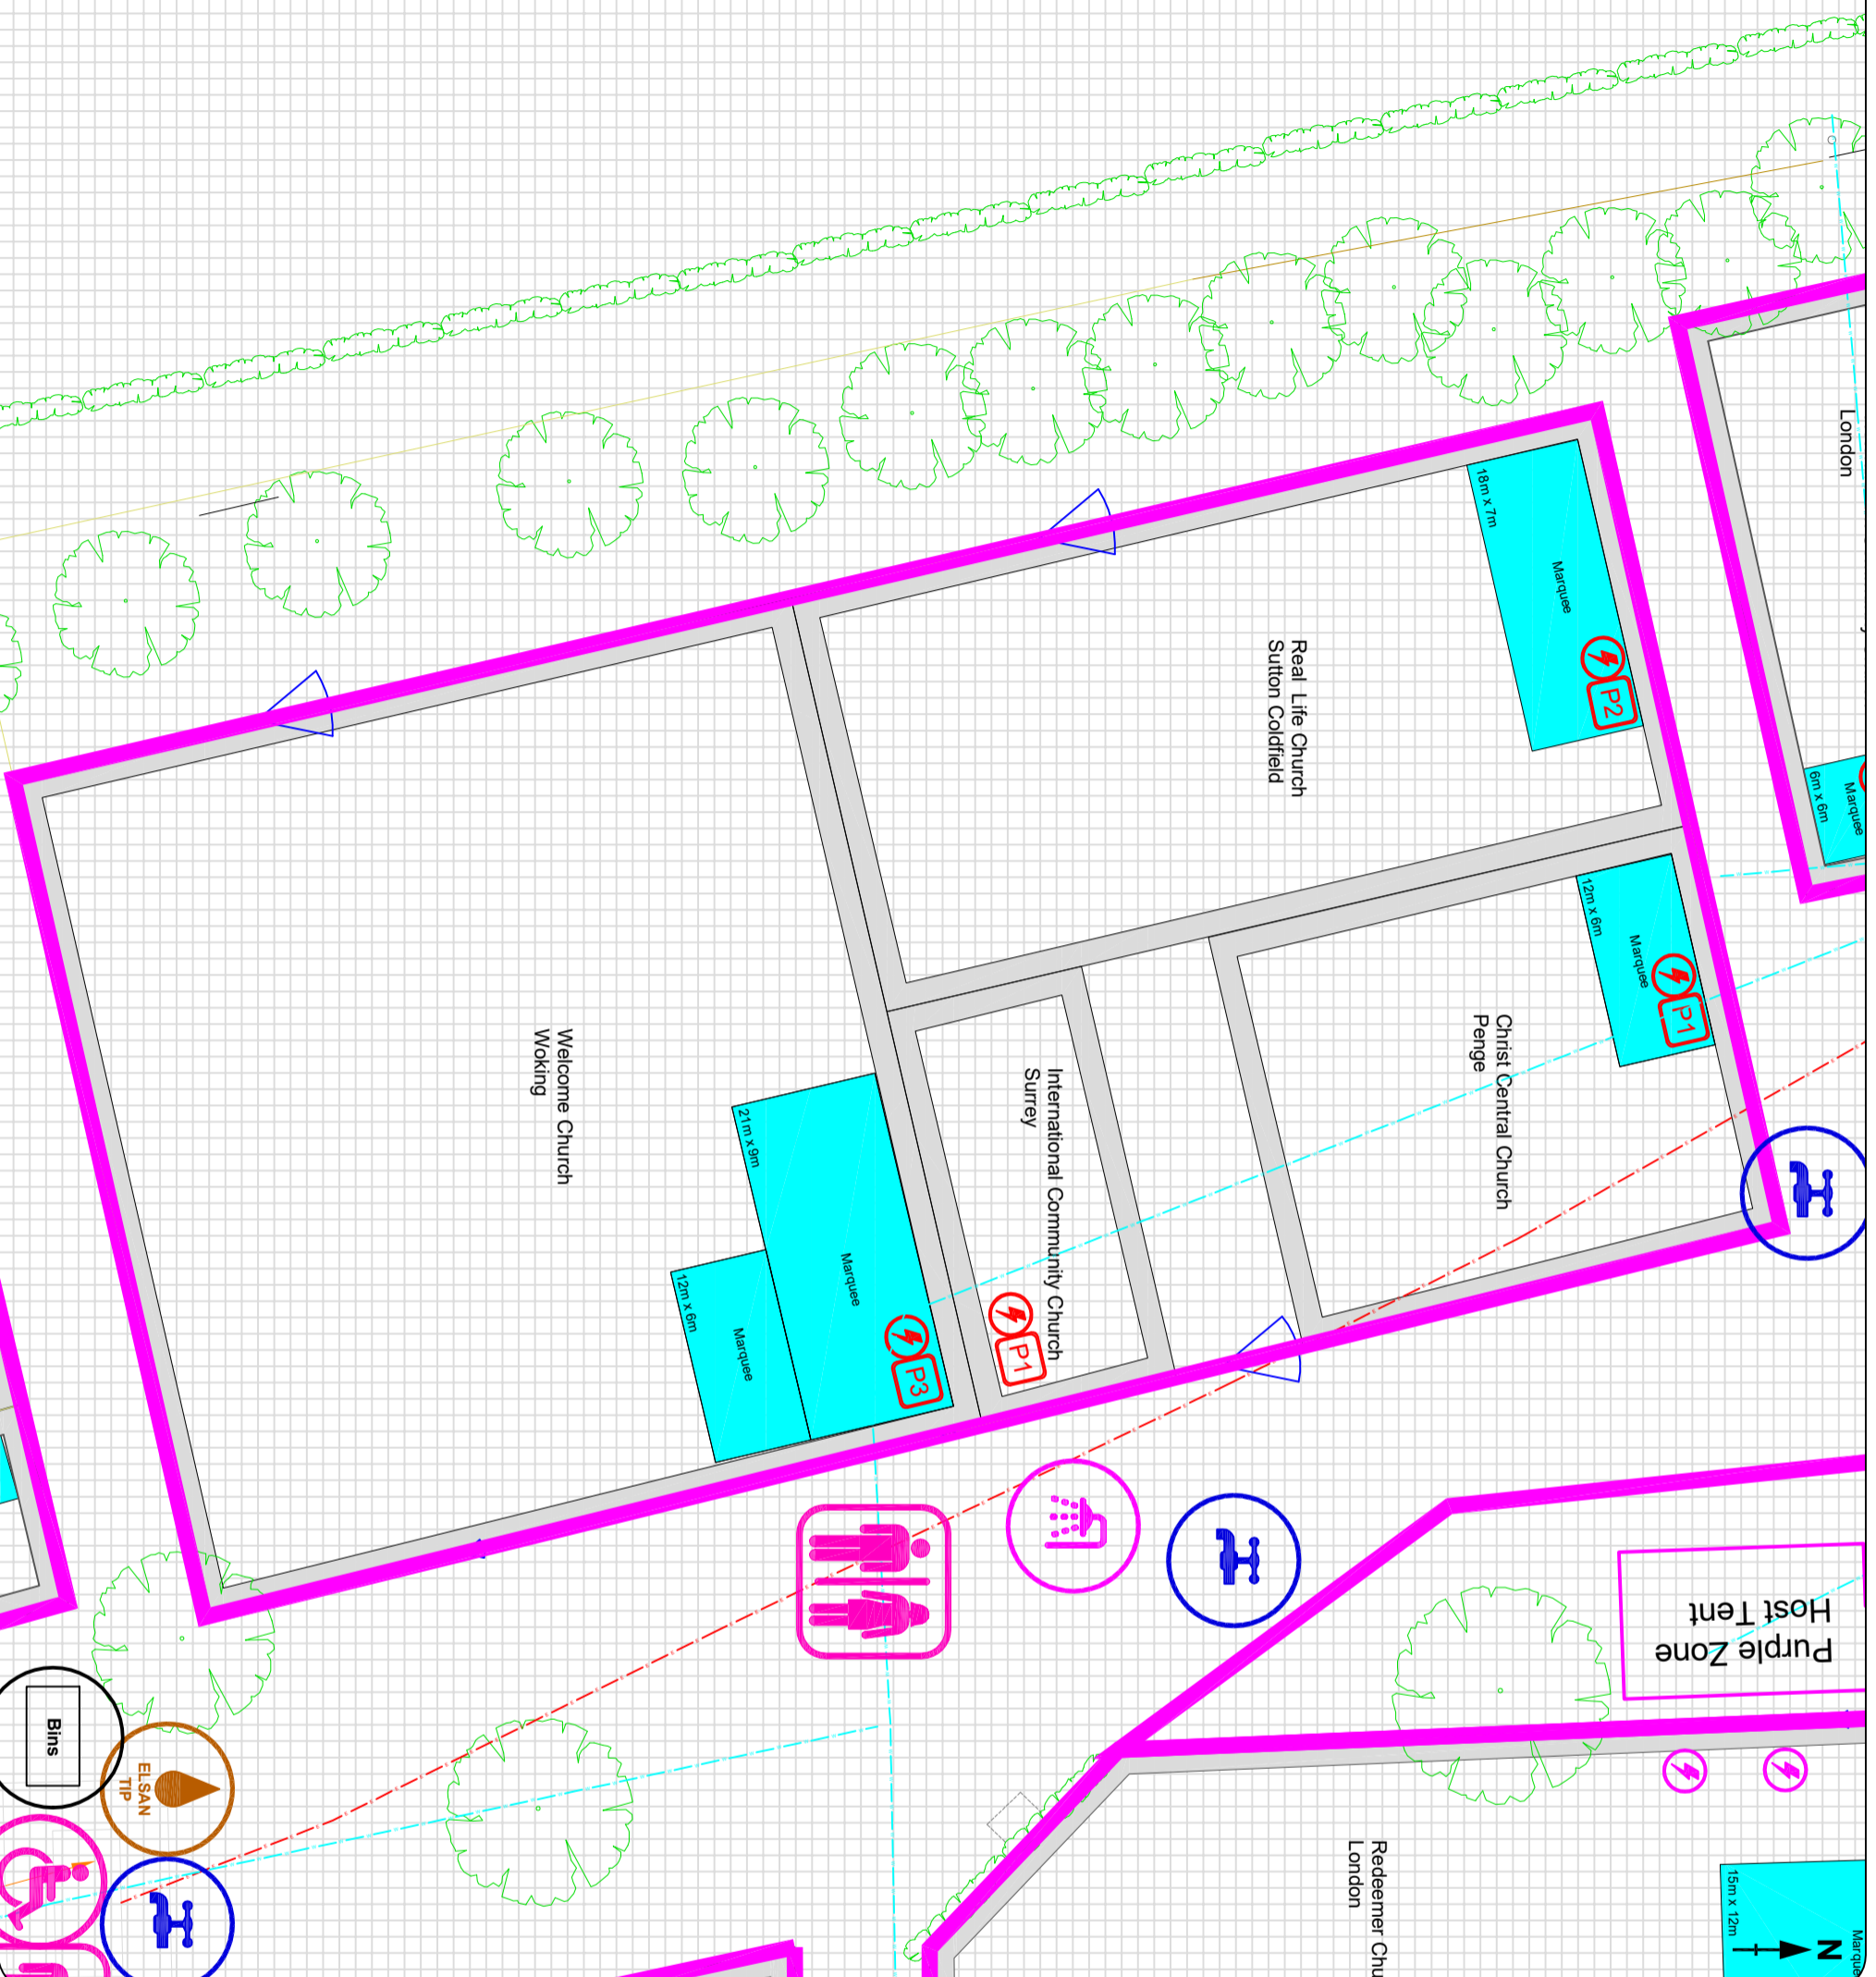 London
18m x 7m
Marquee
P2
Real Life Church
Sutton Coldfield
6m x 6m
Marquee
12m x 6m
Marquee
P1
Christ Central Church
Penge
International Community Church
Surrey
P1
Welcome Church
Woking
21m x 9m
Marquee
P3
12m x 6m
Marquee
Purple Zone
Host Tent
Bins
ELSAN
TIP
Redeemer Chu
London
15m x 12m
Marque
N